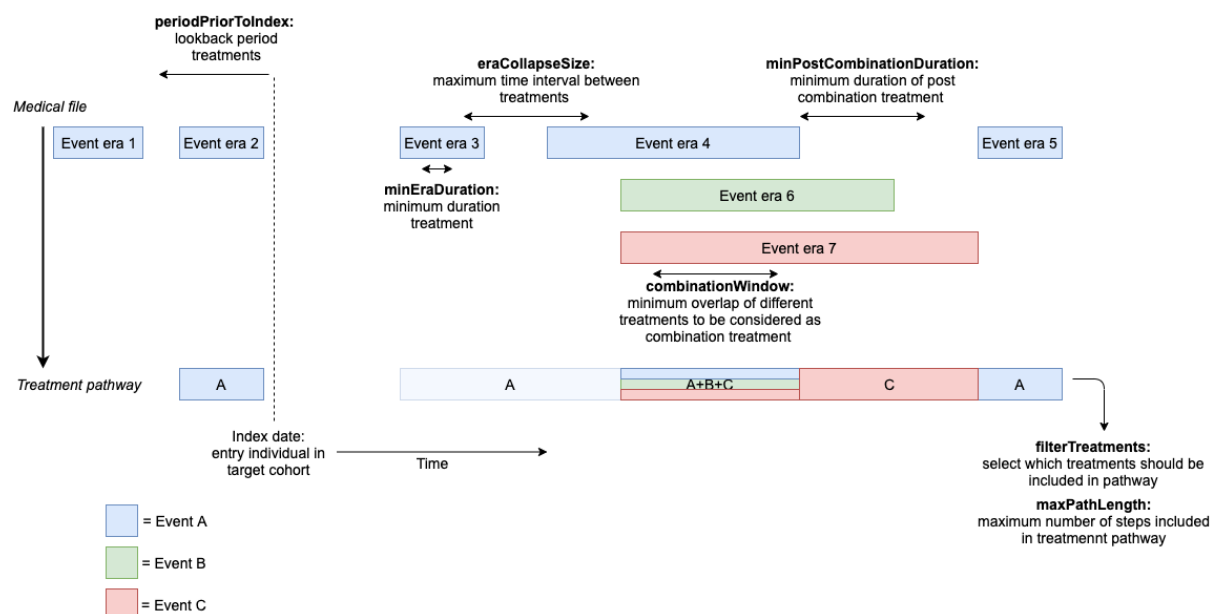 periodPriorToIndex:
lookback period
treatments
eraCollapseSize:
maximum time interval between
treatments
minPostCombinationDuration:
minimum duration of post
combination treatment
Medical file
Event era 1
Event era 2
Event era 3
Event era 4
Event era 5
minEraDuration:
minimum duration
treatment
Event era 6
Event era 7
combinationWindow:
minimum overlap of different
treatments to be considered as
combination treatment
Treatment pathway
A
A
A+B+C
C
A
Index date:
entry individual in
target cohort
Time
filterTreatments:
select which treatments should be
included in pathway
maxPathLength:
maximum number of steps included
in treatmennt pathway
= Event A
= Event B
= Event C